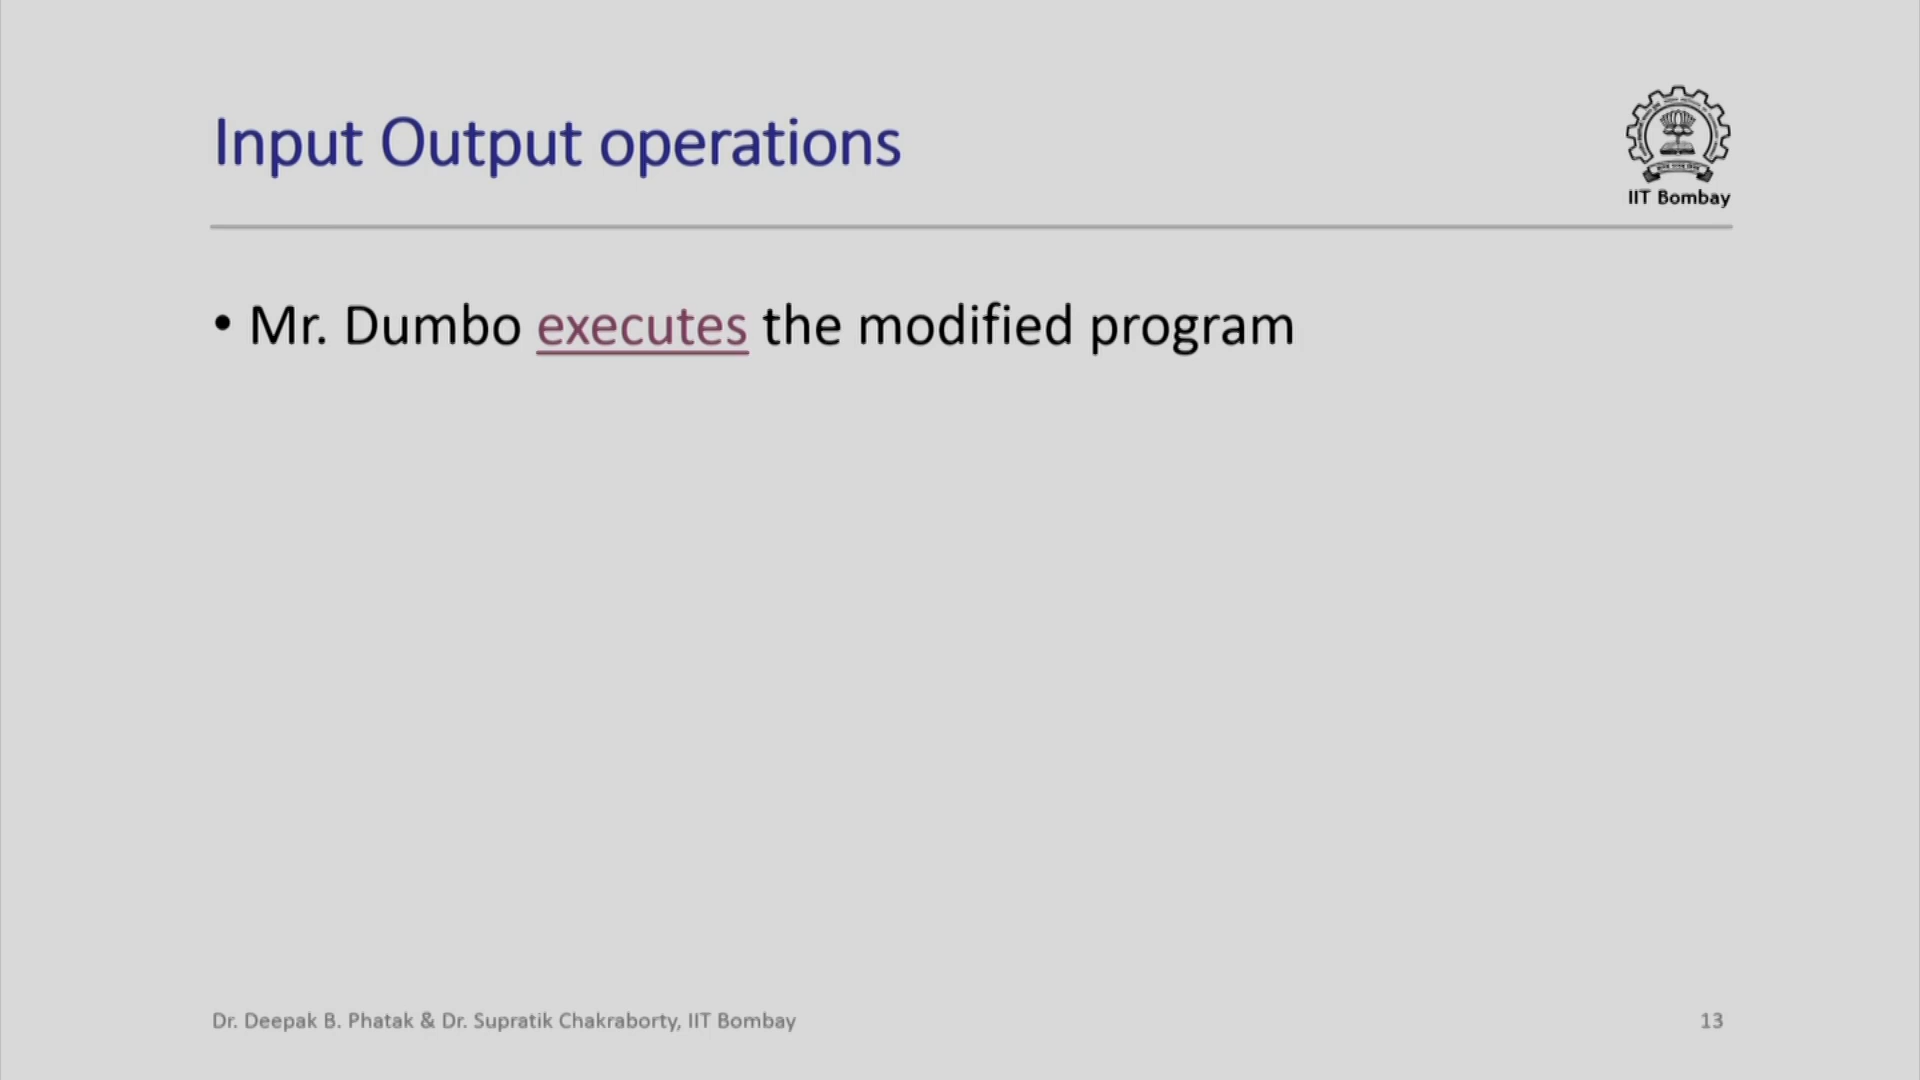 Input Output operations
IIT Bombay
• Mr. Dumbo executes the modified program
Dr. Deepak B. Phatak & Dr. Supratik Chakraborty, IIT Bombay
13